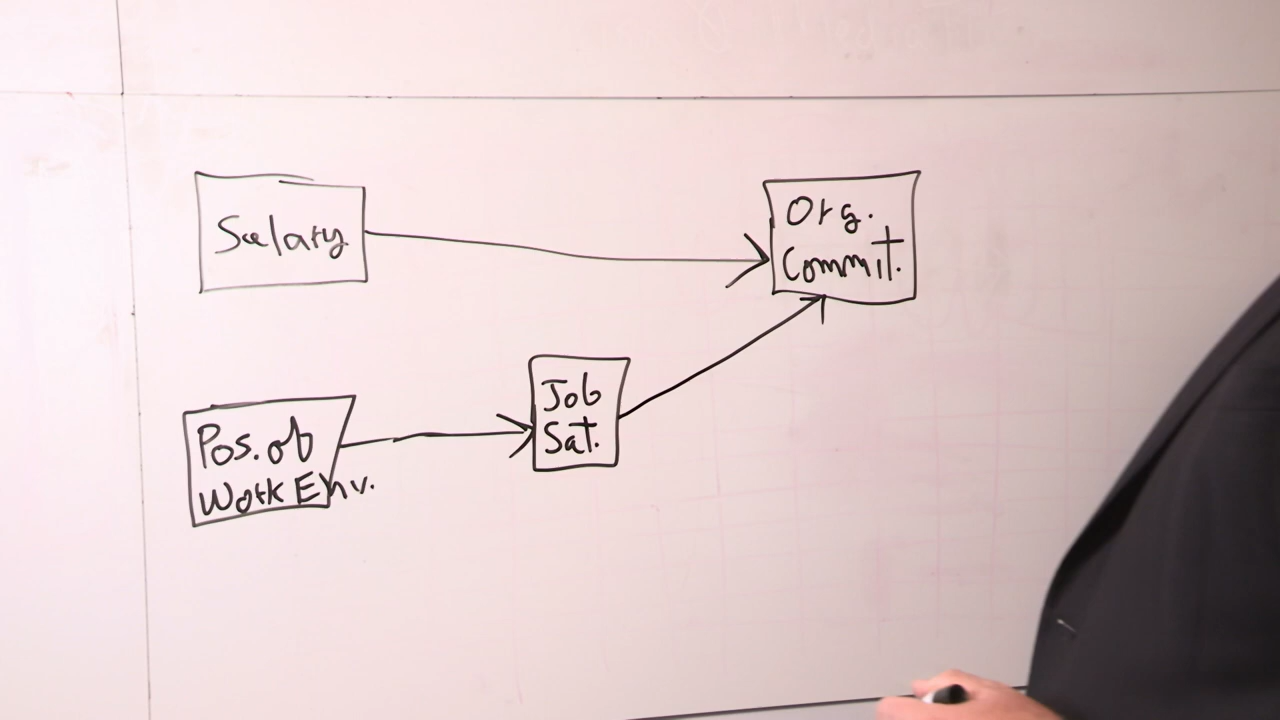 Salary
Org.
Commit.
Job
Sat.
Pos. of
Work Env.